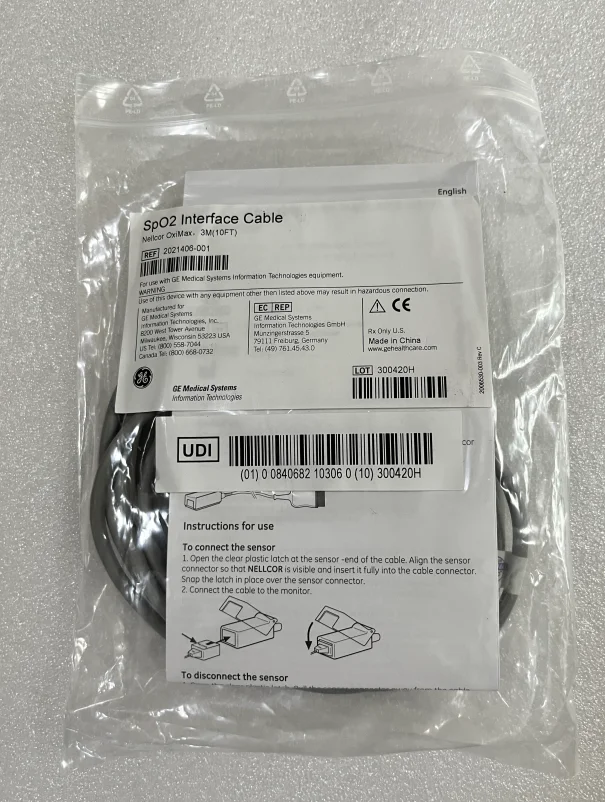 English
SpO2 Interface Cable
Nellcor OxiMax, 3M(10FT)
REF 2021406-001
For use with GE Medical Systems Information Technologies equipment.
WARNING
Use of this device with any equipment other then listed above may result in hazardous connection.
Manufactured for
GE Medical Systems
Information Technologies, Inc.
8200 West Tower Avenue
Milwaukee, Wisconsin 53223 USA
US Tel: (800) 558-7044
Canada Tel: (800) 668-0732
EC REP
GE Medical Systems
Information Technologies GmbH
Munzingerstrasse 5
79111 Freiburg, Germany
Tel: (49) 761.45.43.0
CE
Rx Only U.S.
Made in China
www.gehealthcare.com
GE
GE Medical Systems
Information Technologies
LOT 300420H
UDI
(01) 0 0840682 10306 0 (10) 300420H
cor
Instructions for use
To connect the sensor
1. Open the clear plastic latch at the sensor -end of the cable. Align the sensor
connector so that NELLCOR is visible and insert it fully into the cable connector.
Snap the latch in place over the sensor connector.
2. Connect the cable to the monitor.
To disconnect the sensor